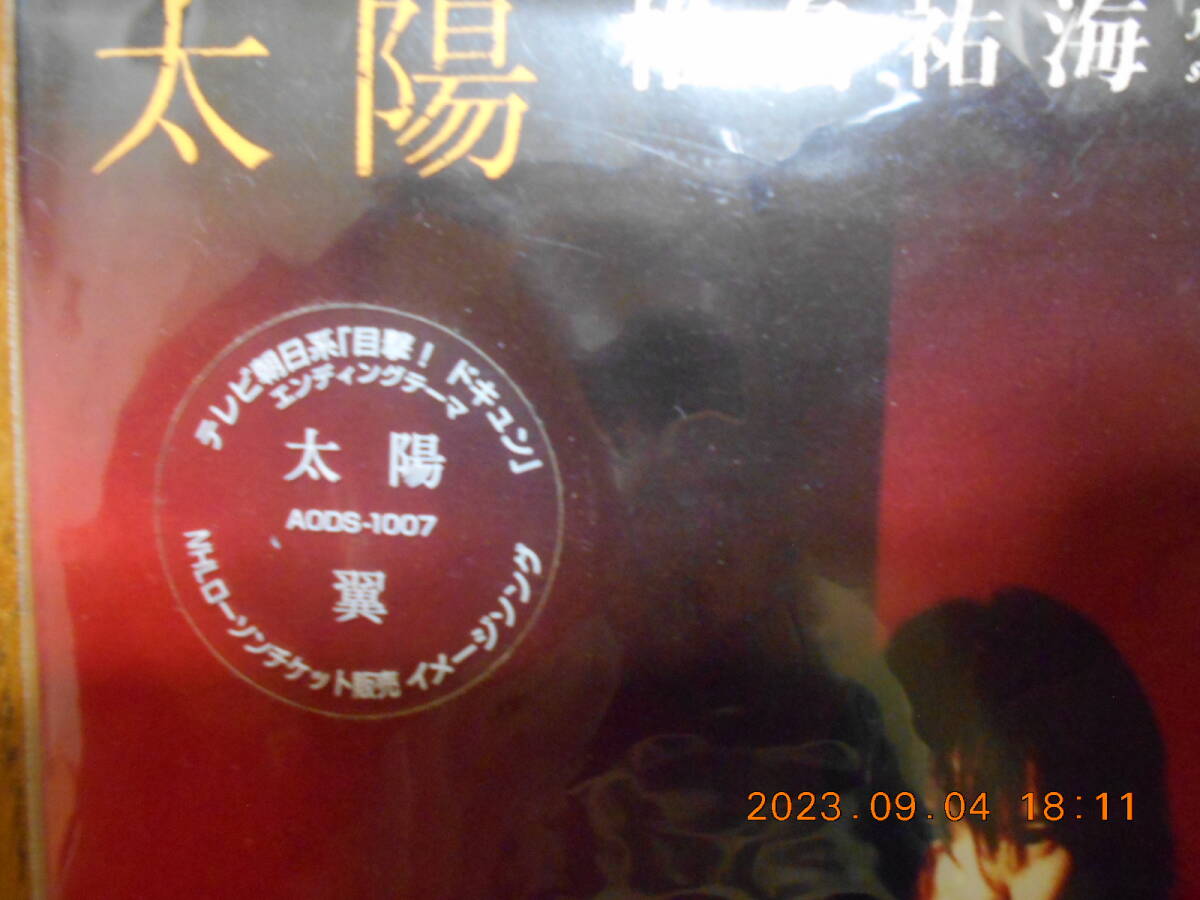 太陽
祐海
テレビ朝日系「目撃！ ドキュン」
エンディングテーマ
太 陽
AODS-1007
翼
NHLローソンチケット販売 イメージソング
2023.09.04 18:11